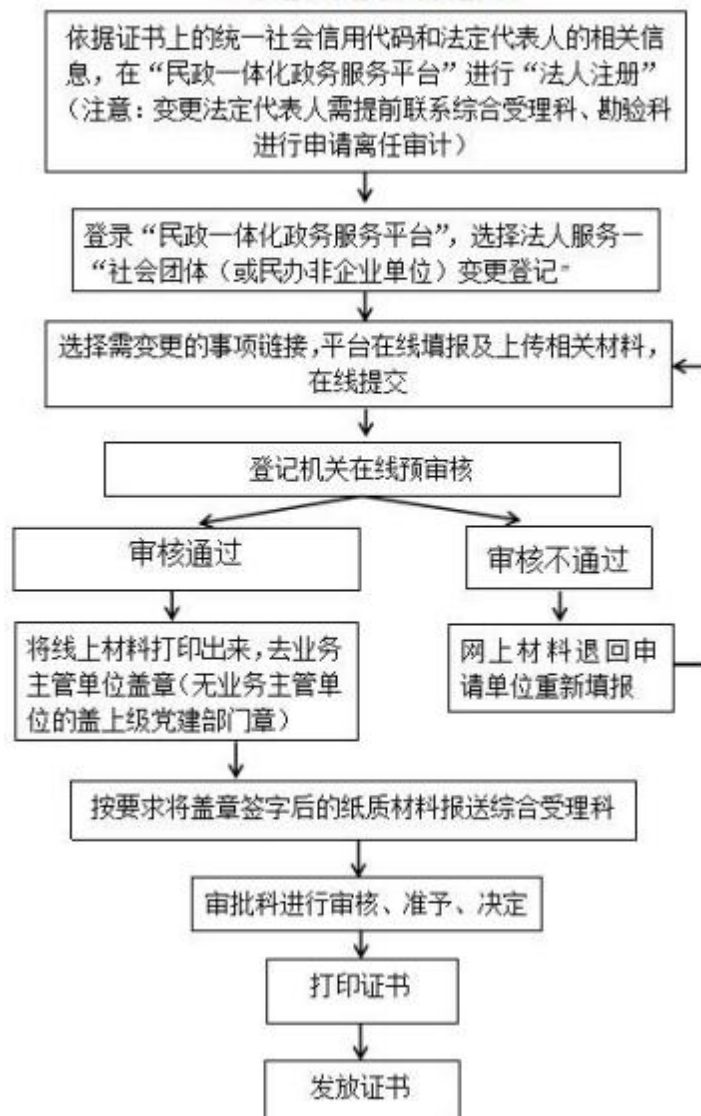 依据证书上的统一社会信用代码和法定代表人的相关信
息，在“民政一体化政务服务平台”进行“法人注册”
（注意：变更法定代表人需提前联系综合受理科、勘验科
进行申请离任审计）
登录“民政一体化政务服务平台”，选择法人服务—
“社会团体（或民办非企业单位）变更登记”
选择需变更的事项链接，平台在线填报及上传相关材料，
在线提交
登记机关在线预审核
审核通过
审核不通过
将线上材料打印出来，去业务
主管单位盖章（无业务主管单
位的盖上级党建部门章）
网上材料退回申
请单位重新填报
按要求将盖章签字后的纸质材料报送综合受理科
审批科进行审核、准予、决定
打印证书
发放证书